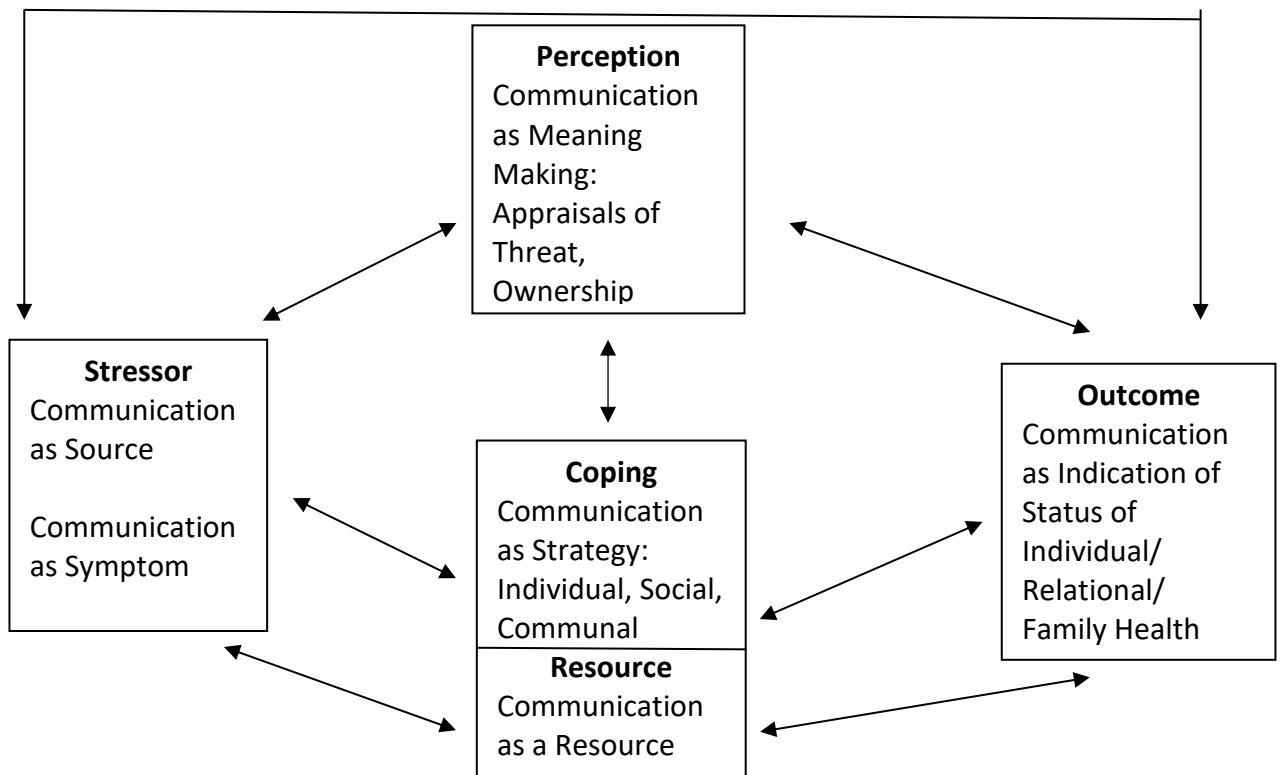 Perception
Communication
as Meaning
Making:
Appraisals of
Threat,
Ownership
Stressor
Communication
as Source
Communication
as Symptom
Coping
Communication
as Strategy:
Individual, Social,
Communal
Resource
Communication
as a Resource
Outcome
Communication
as Indication of
Status of
Individual/
Relational/
Family Health